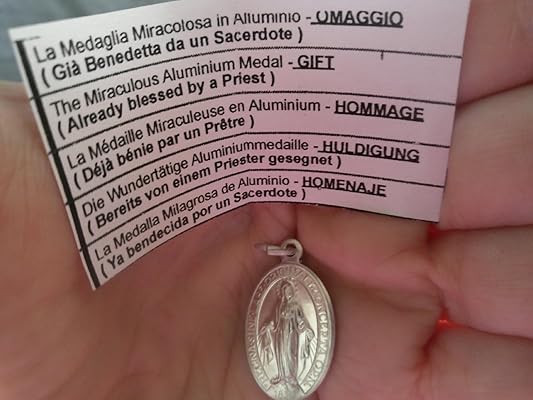 La Medaglia Miracolosa in Alluminio - OMAGGIO
( Già Benedetta da un Sacerdote )
The Miraculous Aluminium Medal - GIFT
( Already blessed by a Priest )
La Médaille Miraculeuse en Aluminium - HOMMAGE
( Déjà bénie par un Prêtre )
Die Wundertätige Aluminiummedaille - HULDIGUNG
( Bereits von einem Priester gesegnet )
La Medalla Milagrosa de Aluminio - HOMENAJE
( Ya bendecida por un Sacerdote )